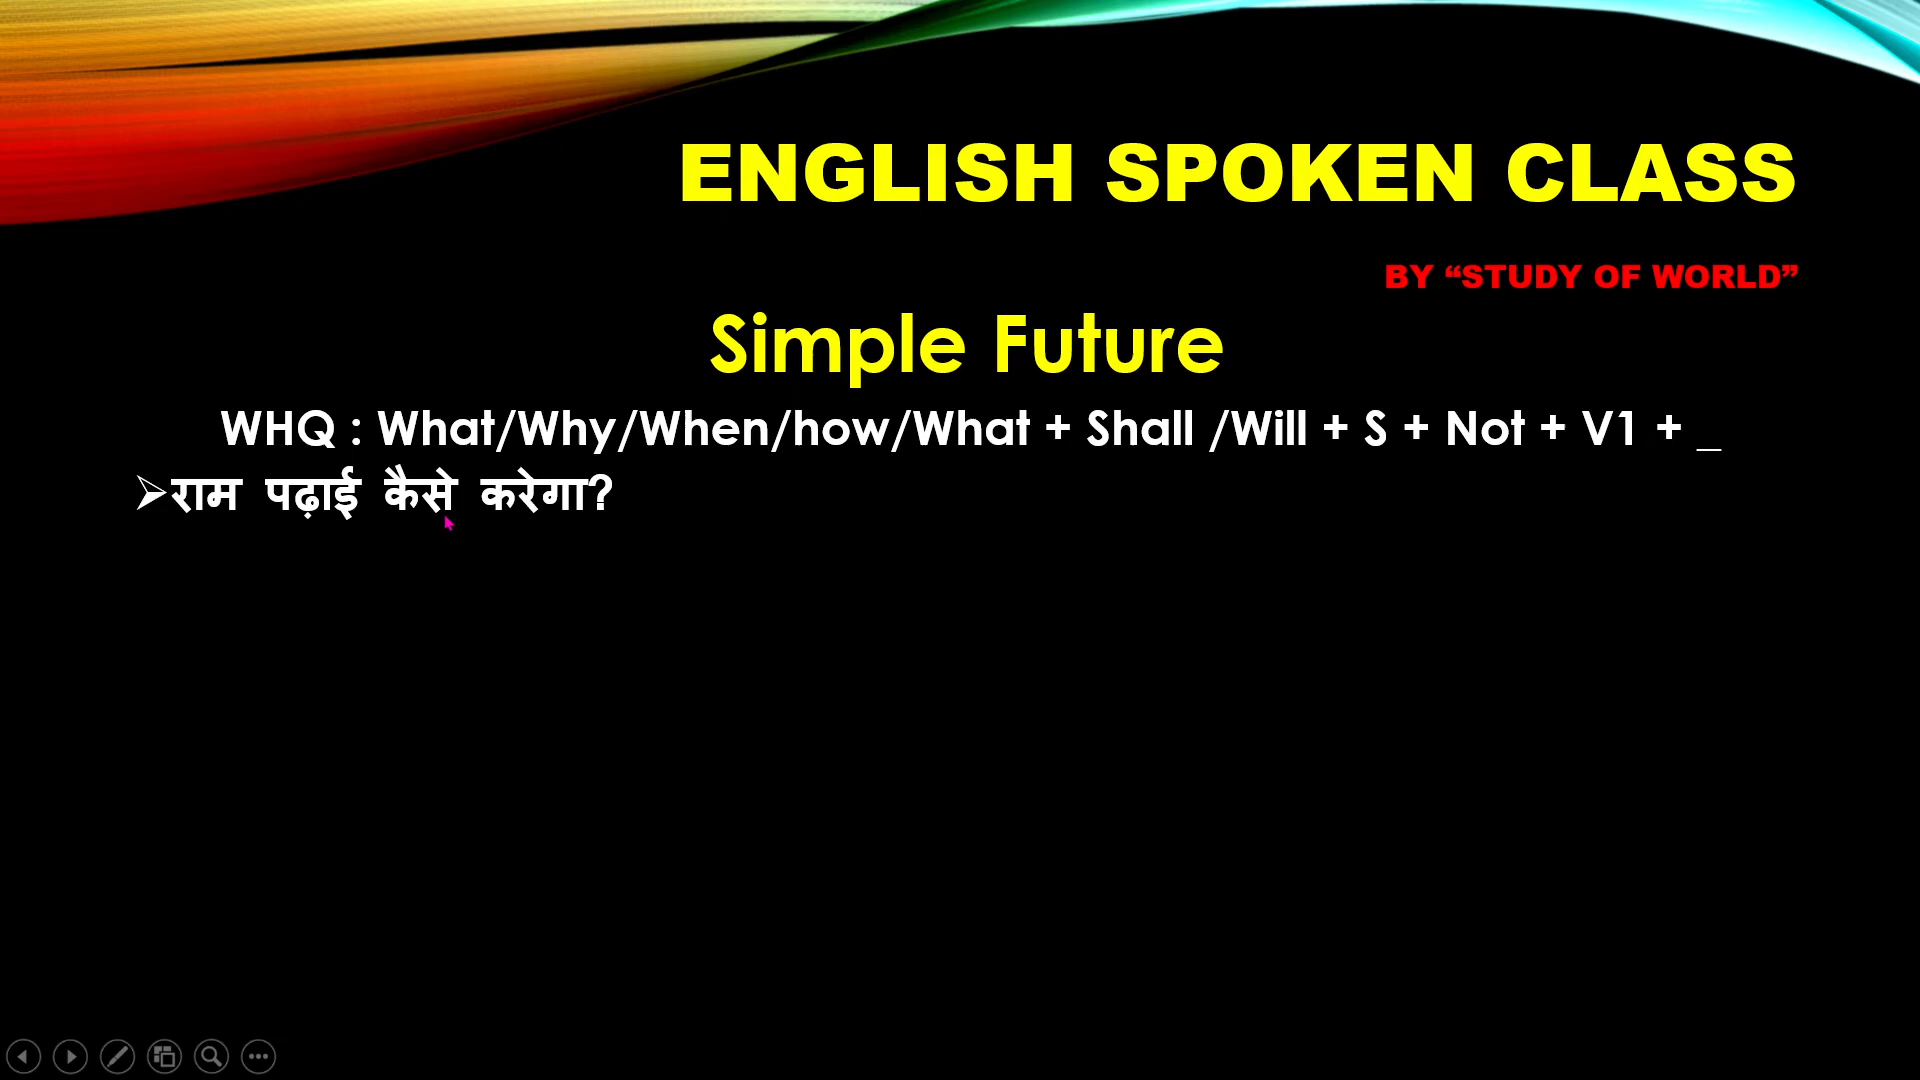 ENGLISH SPOKEN CLASS
BY “STUDY OF WORLD”
Simple Future
WHQ : What/Why/When/how/What + Shall /Will + S + Not + V1 + _
➢राम पढ़ाई कैसे करेगा?